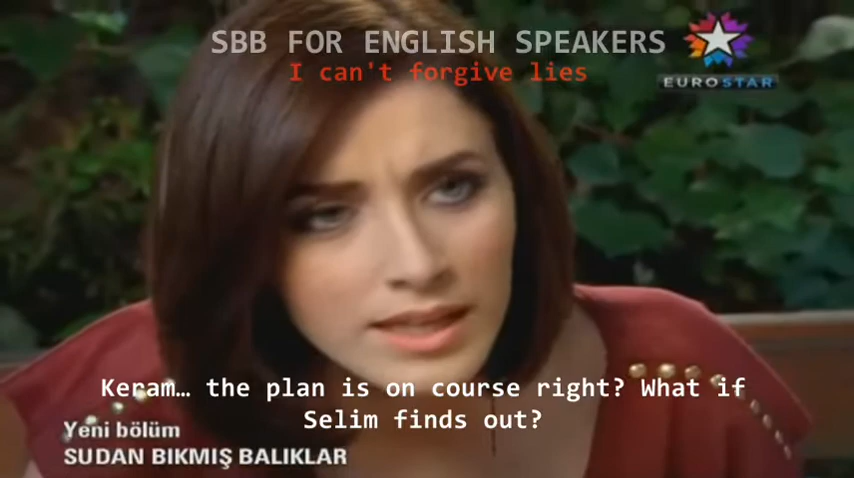 SBB FOR ENGLISH SPEAKERS
I can't forgive lies
EUROSTAR
Keram… the plan is on course right? What if
Selim finds out?
Yeni bölüm
SUDAN BIKMIŞ BALIKLAR